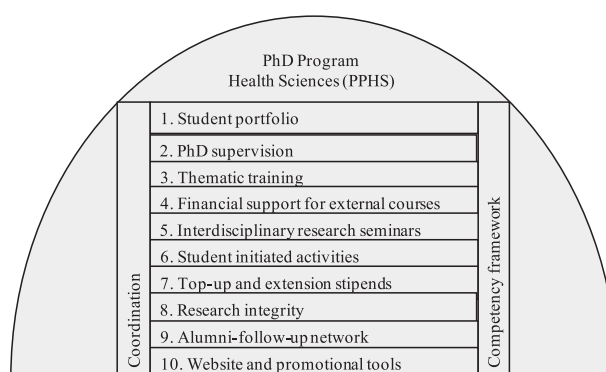 PhD Program
Health Sciences (PPHS)
1. Student portfolio
2. PhD supervision
3. Thematic training
4. Financial support for external courses
5. Interdisciplinary research seminars
6. Student initiated activities
7. Top-up and extension stipends
8. Research integrity
9. Alumni-follow-up network
10. Website and promotional tools
Coordination
Competency framework